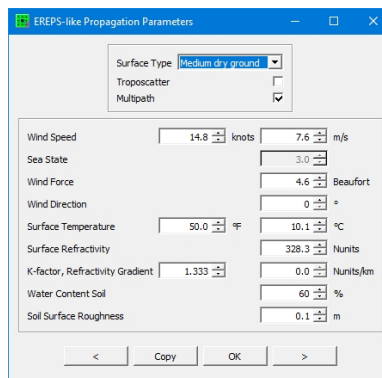 EREPS-like Propagation Parameters
Surface Type Medium dry ground
Troposcatter
Multipath
Wind Speed 14.8 knots 7.6 m/s
Sea State 3.0
Wind Force 4.6 Beaufort
Wind Direction 0 °
Surface Temperature 50.0 ºF 10.1 ºC
Surface Refractivity 328.3 Nunits
K-factor, Refractivity Gradient 1.333 0.0 Nunits/km
Water Content Soil 60 %
Soil Surface Roughness 0.1 m
< Copy OK >